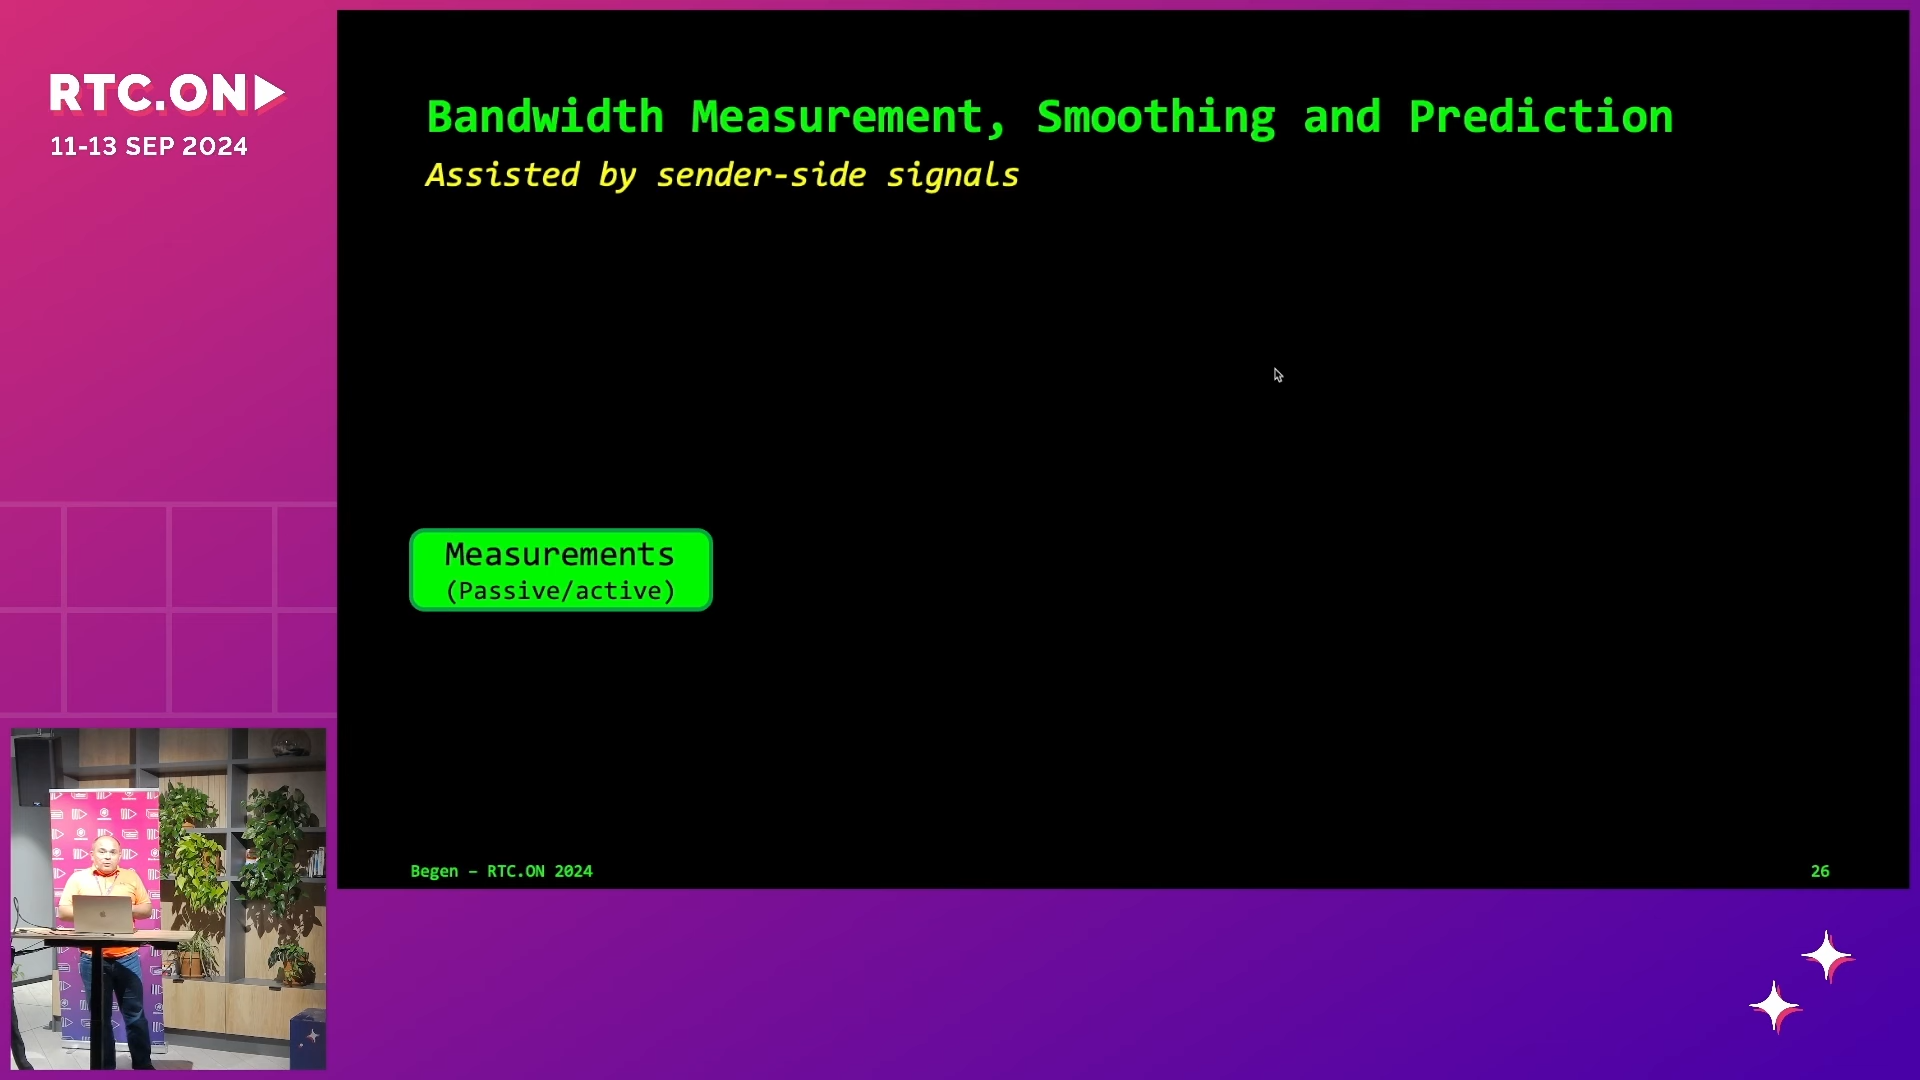 RTC.ON
11-13 SEP 2024
Bandwidth Measurement, Smoothing and Prediction
Assisted by sender-side signals
Measurements
(Passive/active)
Begen – RTC.ON 2024
26